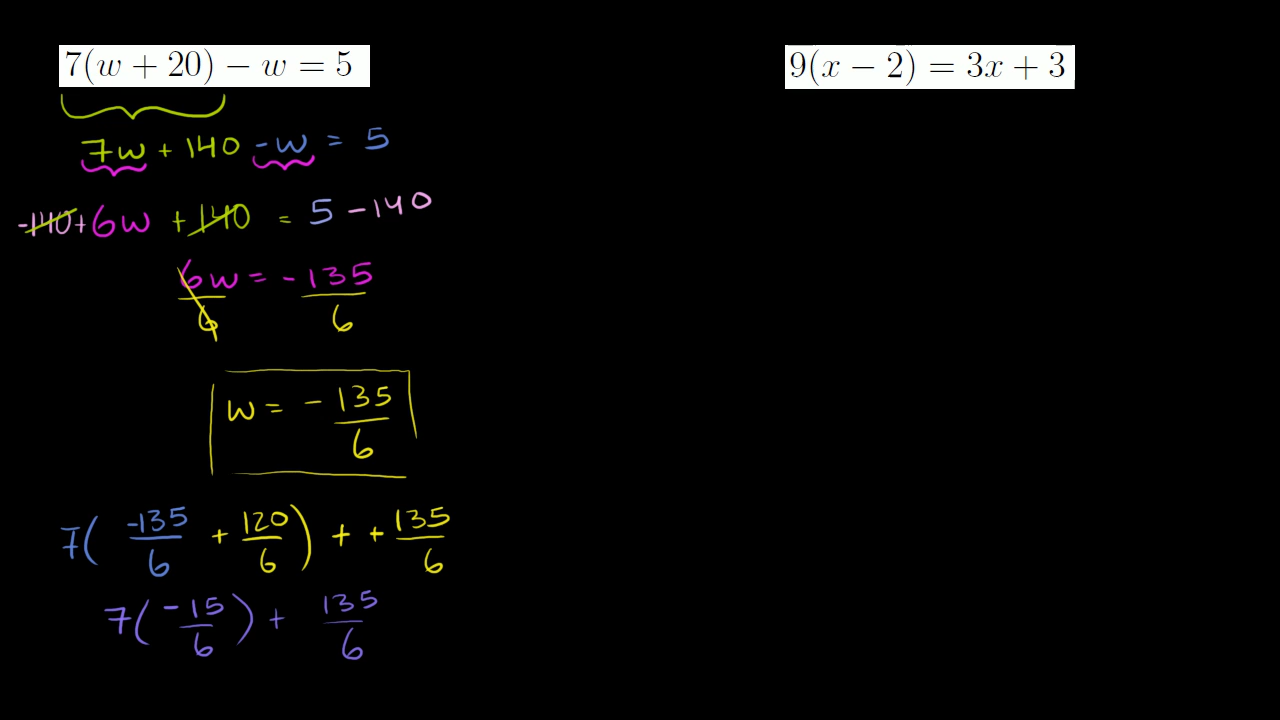 7(w + 20) − w = 5
7w + 140 -w = 5
-140+6w + 140 = 5 -140
6w = -135
6 6
w = - 135
6
7( -135 + 120 ) + + 135
6 6 6
7( -15 ) + 135
6 6
9(x − 2) = 3x + 3